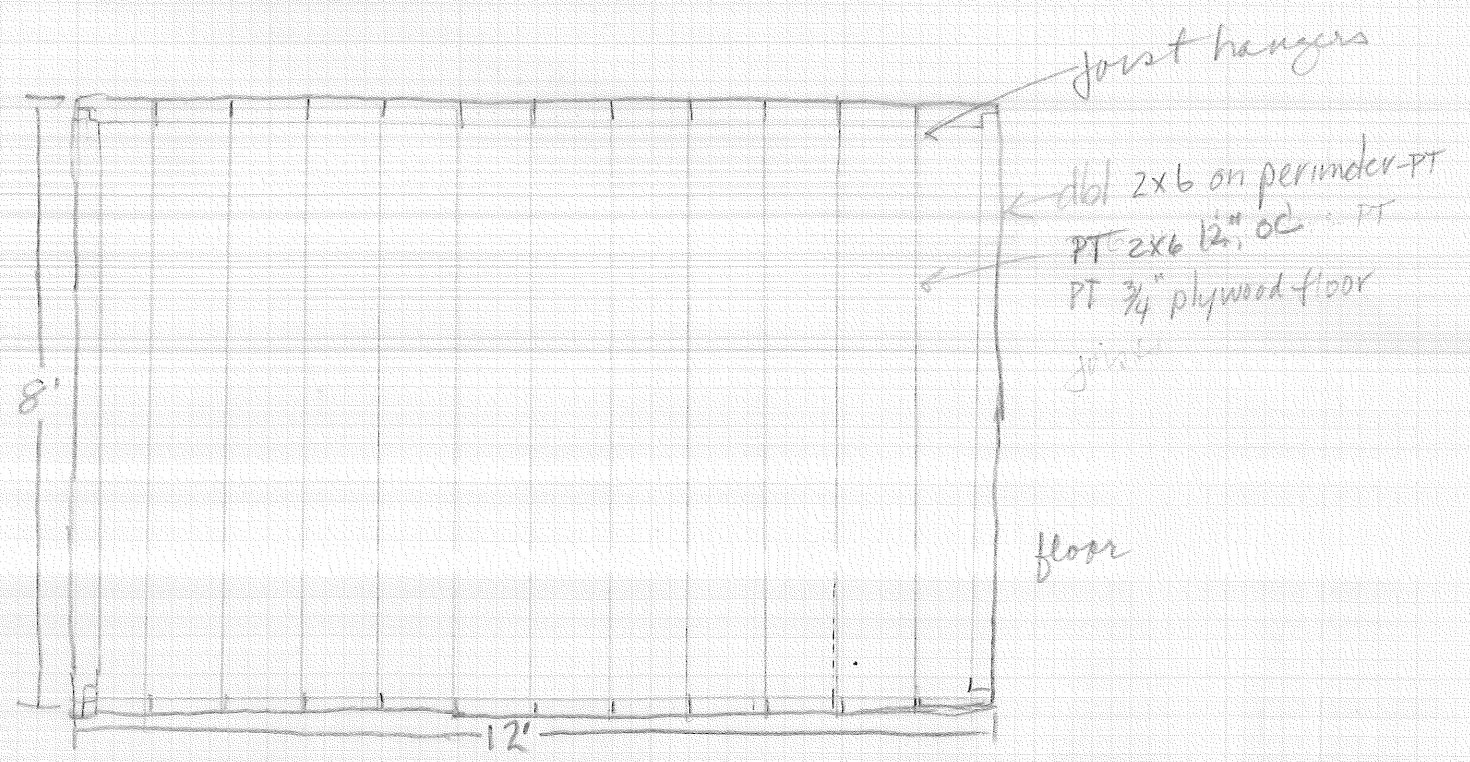 joist hangers
dbl 2x6 on perimeter-PT
PT 2x6 12" OC PT
PT 3/4" plywood floor
8'
floor
12'